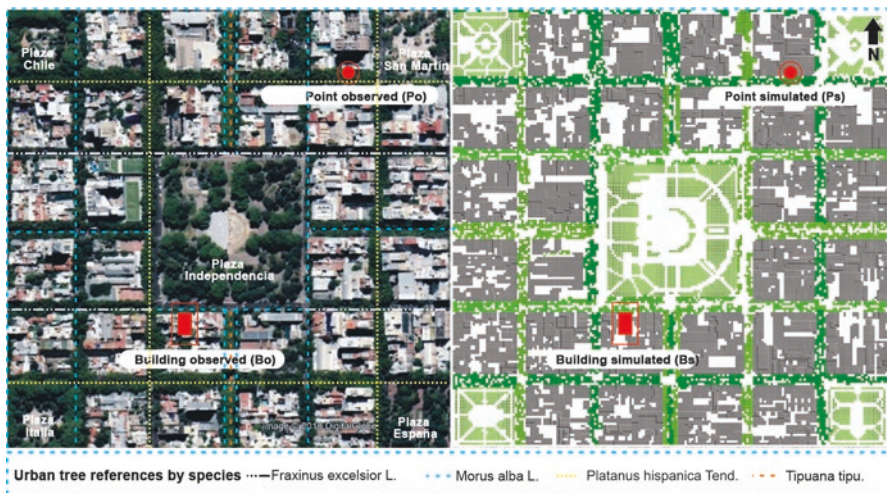 Plaza
Chile
Plaza
San Martín
Point observed (Po)
Plaza
Independencia
Building observed (Bo)
Plaza
Italia
Plaza
España
N
Point simulated (Ps)
Building simulated (Bs)
Urban tree references by species Fraxinus excelsior L. Morus alba L. Platanus hispanica Tend. Tipuana tipu.